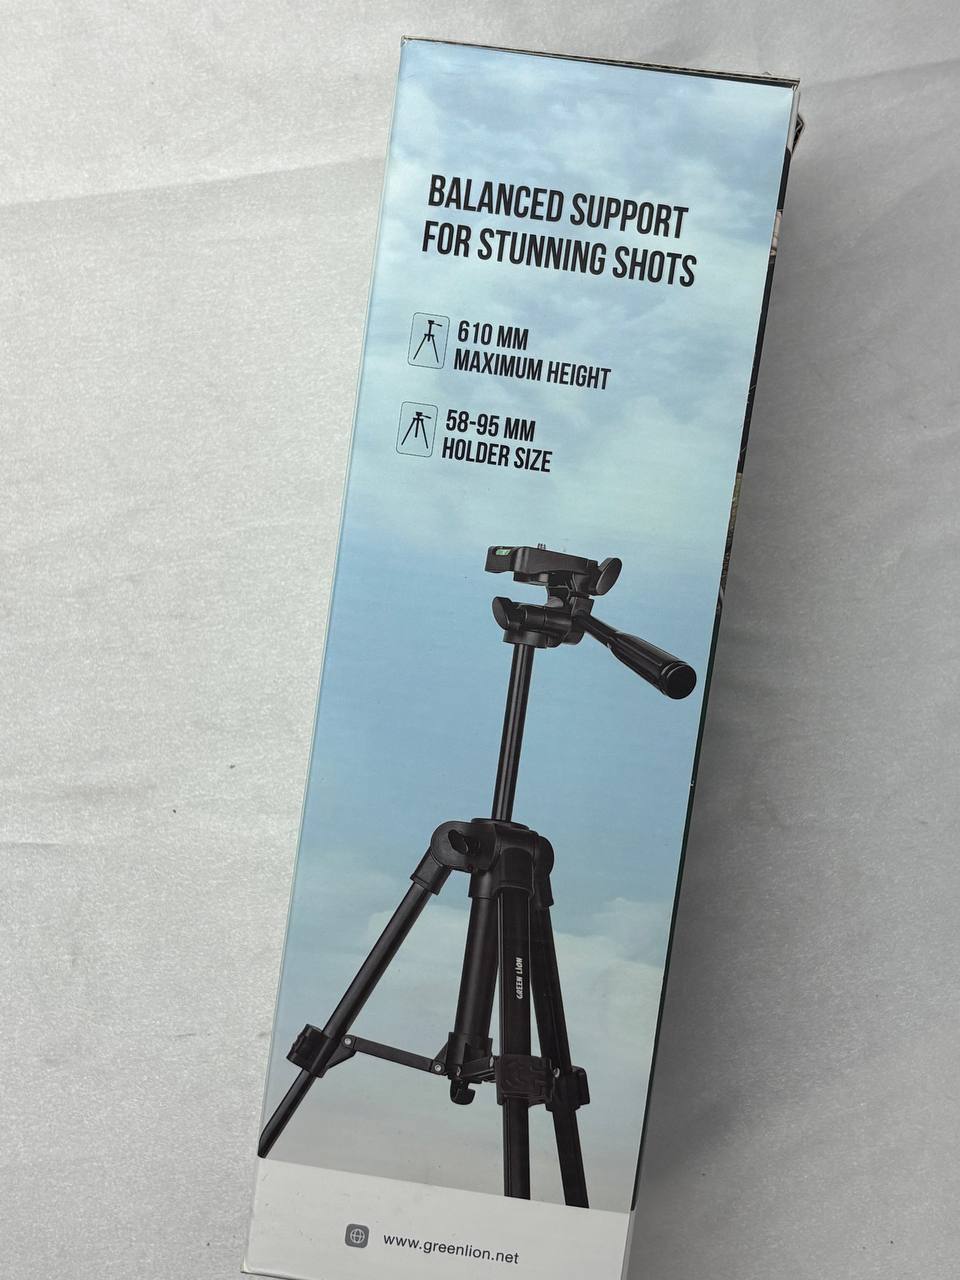 BALANCED SUPPORT
FOR STUNNING SHOTS
610 MM
MAXIMUM HEIGHT
58-95 MM
HOLDER SIZE
GREEN LION
www.greenlion.net